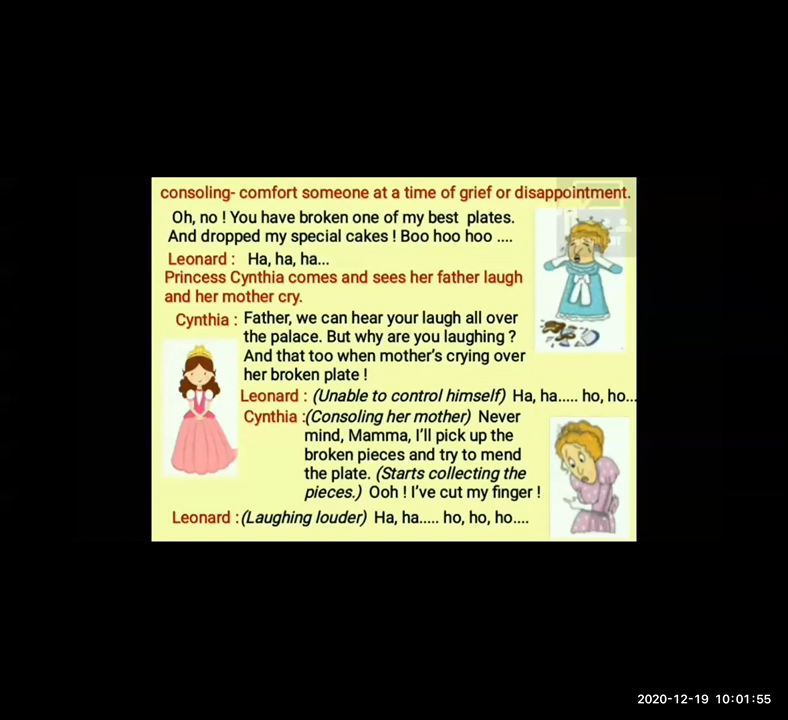 consoling- comfort someone at a time of grief or disappointment.
Oh, no ! You have broken one of my best plates.
And dropped my special cakes ! Boo hoo hoo ....
Leonard : Ha, ha, ha...
Princess Cynthia comes and sees her father laugh
and her mother cry.
Cynthia : Father, we can hear your laugh all over
the palace. But why are you laughing ?
And that too when mother's crying over
her broken plate !
Leonard : (Unable to control himself) Ha, ha..... ho, ho...
Cynthia :(Consoling her mother) Never
mind, Mamma, I'll pick up the
broken pieces and try to mend
the plate. (Starts collecting the
pieces.) Ooh ! I've cut my finger !
Leonard :(Laughing louder) Ha, ha..... ho, ho, ho....
2020-12-19 10:01:55